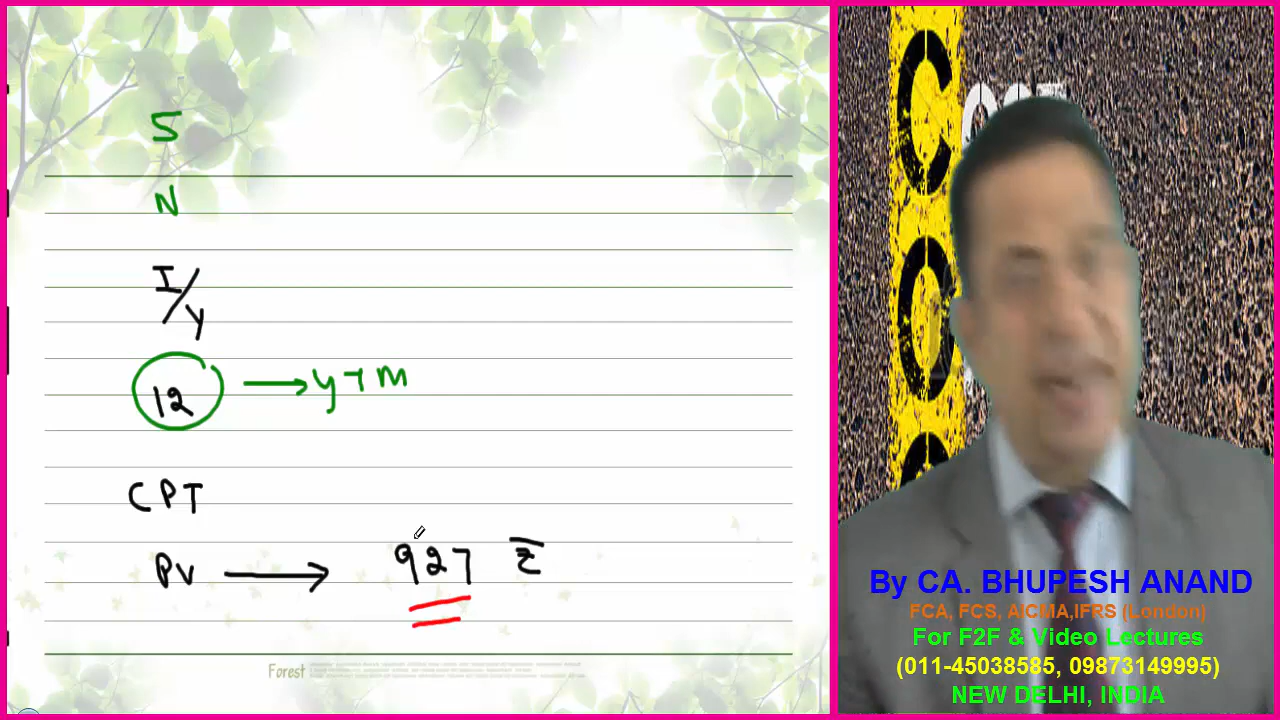 5
N
I/Y
12 → YTM
CPT
PV → 927
Forest
By CA. BHUPESH ANAND
FCA, FCS, AICMA,IFRS (London)
For F2F & Video Lectures
(011-45038585, 09873149995)
NEW DELHI, INDIA